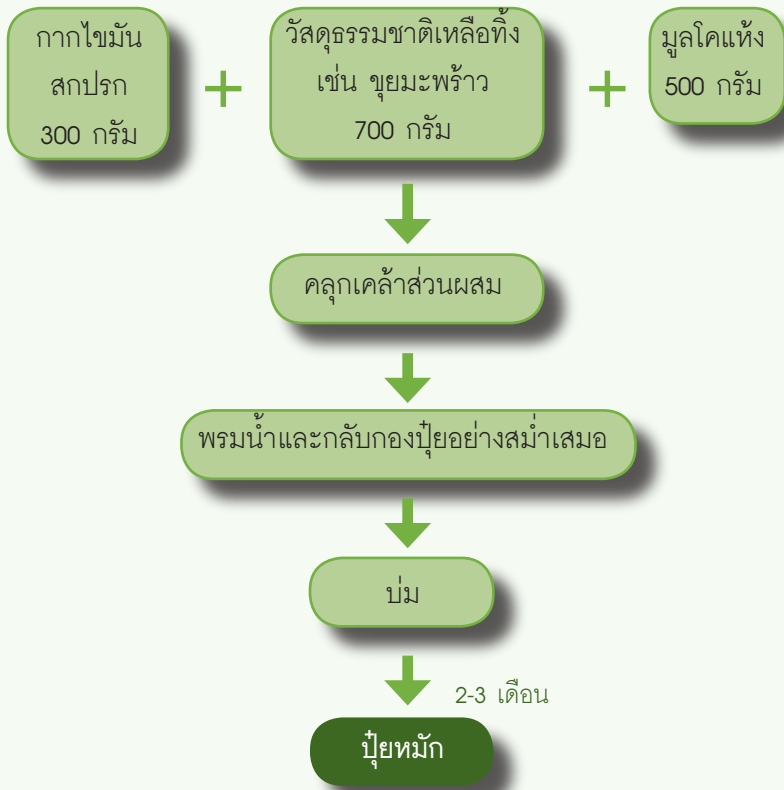 กากไขมัน
สกปรก
300 กรัม
+
วัสดุธรรมชาติเหลือทิ้ง
เช่น ขุยมะพร้าว
700 กรัม
+
มูลโคแห้ง
500 กรัม
คลุกเคล้าส่วนผสม
พรมน้ำและกลับกองปุ๋ยอย่างสม่ำเสมอ
บ่ม
2-3 เดือน
ปุ๋ยหมัก